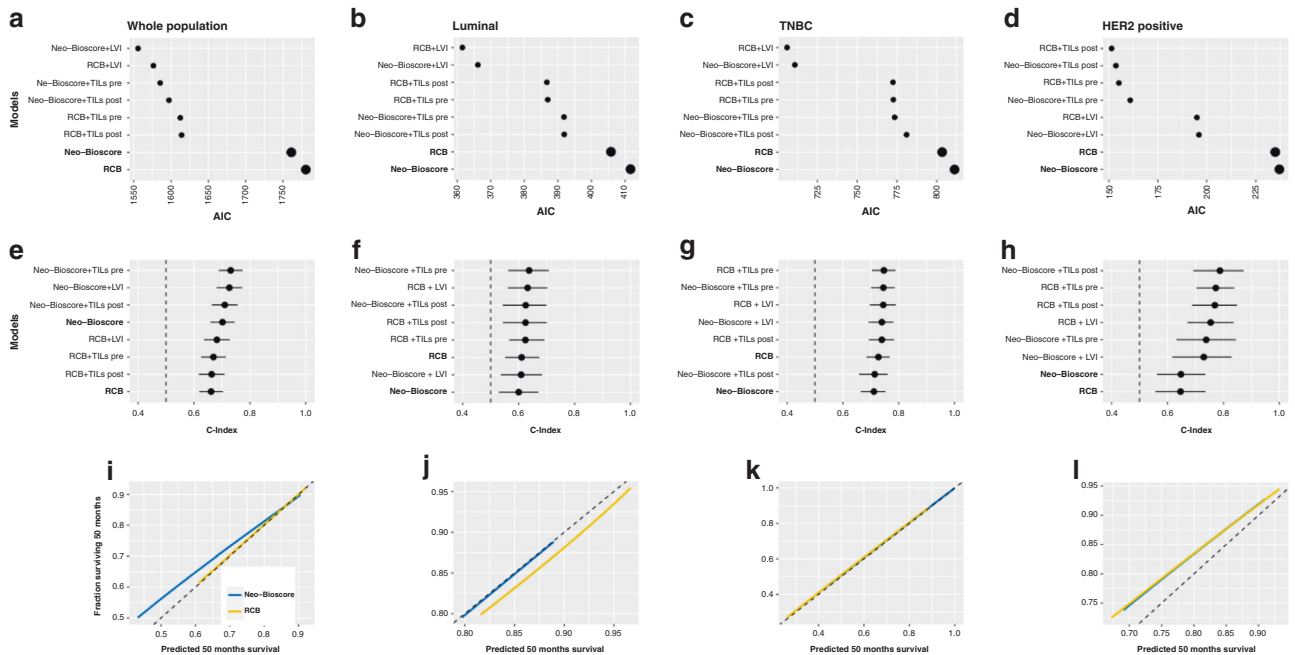 a
Whole population
Neo–Bioscore+LVI
RCB+LVI
Ne–Bioscore+TILs pre
Neo–Bioscore+TILs post
RCB+TILs pre
RCB+TILs post
Neo–Bioscore
RCB
Models
1550
1600
1650
1700
1750
AIC
b
Luminal
RCB+LVI
Neo–Bioscore+LVI
RCB+TILs post
RCB+TILs pre
Neo–Bioscore+TILs pre
Neo–Bioscore+TILs post
RCB
Neo–Bioscore
360
370
380
390
400
410
AIC
c
TNBC
RCB+LVI
Neo–Bioscore+LVI
RCB+TILs post
RCB+TILs pre
Neo–Bioscore+TILs pre
Neo–Bioscore+TILs post
RCB
Neo–Bioscore
725
750
775
800
AIC
d
HER2 positive
RCB+TILs post
Neo–Bioscore+TILs post
RCB+TILs pre
Neo–Bioscore+TILs pre
RCB+LVI
Neo–Bioscore+LVI
RCB
Neo–Bioscore
150
175
200
225
AIC
e
Neo–Bioscore+TILs pre
Neo–Bioscore+LVI
Neo–Bioscore+TILs post
Neo–Bioscore
RCB+LVI
RCB+TILs pre
RCB+TILs post
RCB
Models
0.4 0.6 0.8 1.0
C-Index
f
Neo–Bioscore +TILs pre
RCB + LVI
Neo–Bioscore +TILs post
RCB +TILs post
RCB +TILs pre
RCB
Neo–Bioscore + LVI
Neo–Bioscore
0.4 0.6 0.8 1.0
C-Index
g
RCB +TILs pre
Neo–Bioscore +TILs pre
RCB + LVI
Neo–Bioscore + LVI
RCB +TILs post
RCB
Neo–Bioscore +TILs post
Neo–Bioscore
0.4 0.6 0.8 1.0
C-Index
h
Neo–Bioscore +TILs post
RCB +TILs pre
RCB +TILs post
RCB + LVI
Neo–Bioscore +TILs pre
Neo–Bioscore + LVI
Neo–Bioscore
RCB
0.4 0.6 0.8 1.0
C-Index
i
Fraction surviving 50 months
0.9
0.8
0.7
0.6
0.5
Neo–Bioscore
RCB
0.5 0.6 0.7 0.8 0.9
Predicted 50 months survival
j
0.95
0.90
0.85
0.80
0.80 0.85 0.90 0.95
Predicted 50 months survival
k
1.0
0.8
0.6
0.4
0.4 0.6 0.8 1.0
Predicted 50 months survival
l
0.95
0.90
0.85
0.80
0.75
0.70 0.75 0.80 0.85 0.90
Predicted 50 months survival